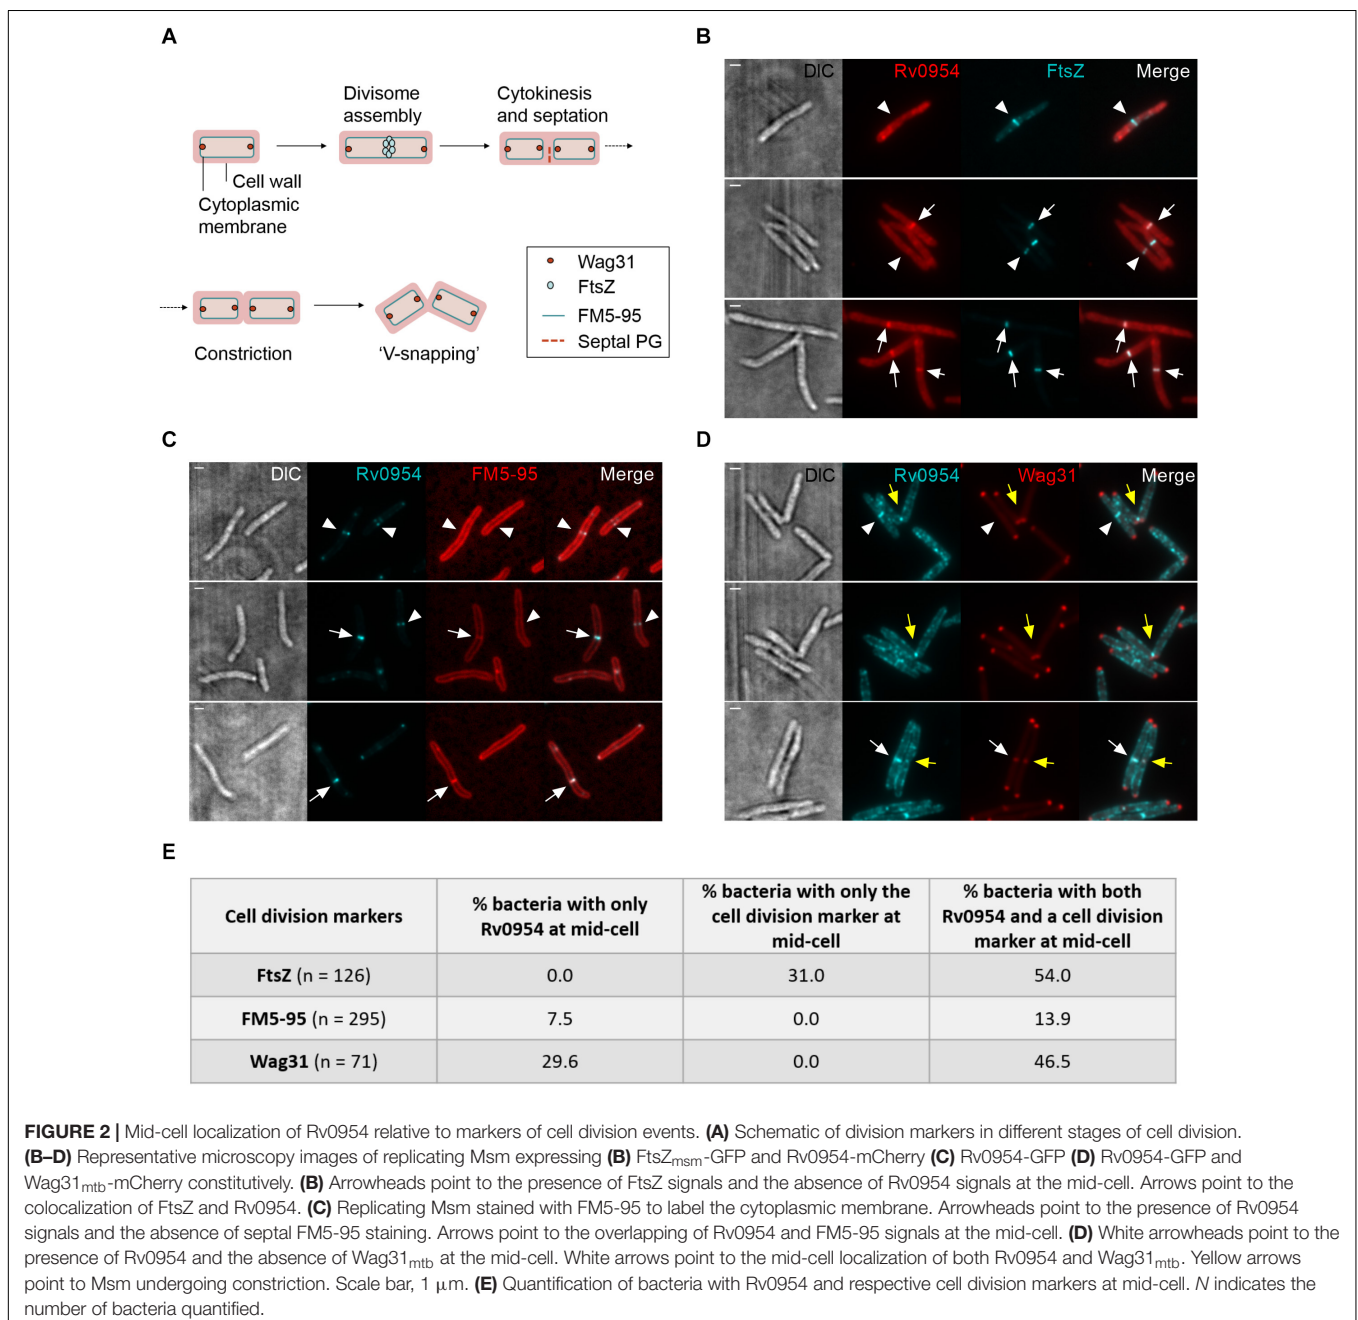 A
Divisome
assembly
Cytokinesis
and septation
Cell wall
Cytoplasmic
membrane
Constriction
'V-snapping'
Wag31
FtsZ
FM5-95
Septal PG
B
DIC Rv0954 FtsZ Merge
C
DIC Rv0954 FM5-95 Merge
D
DIC Rv0954 Wag31 Merge
E
Cell division markers
% bacteria with only
Rv0954 at mid-cell
% bacteria with only the
cell division marker at
mid-cell
% bacteria with both
Rv0954 and a cell division
marker at mid-cell
FtsZ (n = 126) 0.0 31.0 54.0
FM5-95 (n = 295) 7.5 0.0 13.9
Wag31 (n = 71) 29.6 0.0 46.5
FIGURE 2 | Mid-cell localization of Rv0954 relative to markers of cell division events. (A) Schematic of division markers in different stages of cell division.
(B–D) Representative microscopy images of replicating Msm expressing (B) FtsZmsm-GFP and Rv0954-mCherry (C) Rv0954-GFP (D) Rv0954-GFP and
Wag31mtb-mCherry constitutively. (B) Arrowheads point to the presence of FtsZ signals and the absence of Rv0954 signals at the mid-cell. Arrows point to the
colocalization of FtsZ and Rv0954. (C) Replicating Msm stained with FM5-95 to label the cytoplasmic membrane. Arrowheads point to the presence of Rv0954
signals and the absence of septal FM5-95 staining. Arrows point to the overlapping of Rv0954 and FM5-95 signals at the mid-cell. (D) White arrowheads point to the
presence of Rv0954 and the absence of Wag31mtb at the mid-cell. White arrows point to the mid-cell localization of both Rv0954 and Wag31mtb. Yellow arrows
point to Msm undergoing constriction. Scale bar, 1 μm. (E) Quantification of bacteria with Rv0954 and respective cell division markers at mid-cell. N indicates the
number of bacteria quantified.